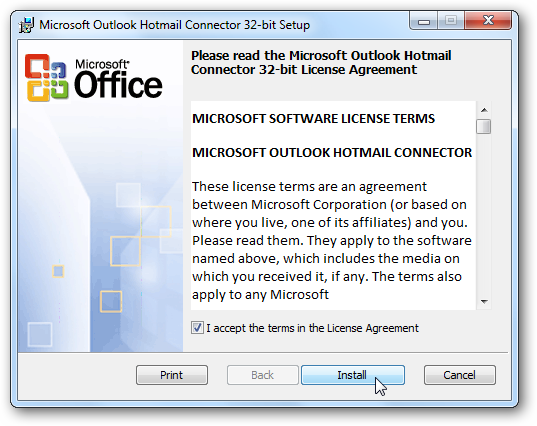 Microsoft Outlook Hotmail Connector 32-bit Setup
Microsoft®
Office
Please read the Microsoft Outlook Hotmail
Connector 32-bit License Agreement
MICROSOFT SOFTWARE LICENSE TERMS
MICROSOFT OUTLOOK HOTMAIL CONNECTOR
These license terms are an agreement
between Microsoft Corporation (or based on
where you live, one of its affiliates) and you.
Please read them. They apply to the software
named above, which includes the media on
which you received it, if any. The terms also
apply to any Microsoft
I accept the terms in the License Agreement
Print
Back
Install
Cancel